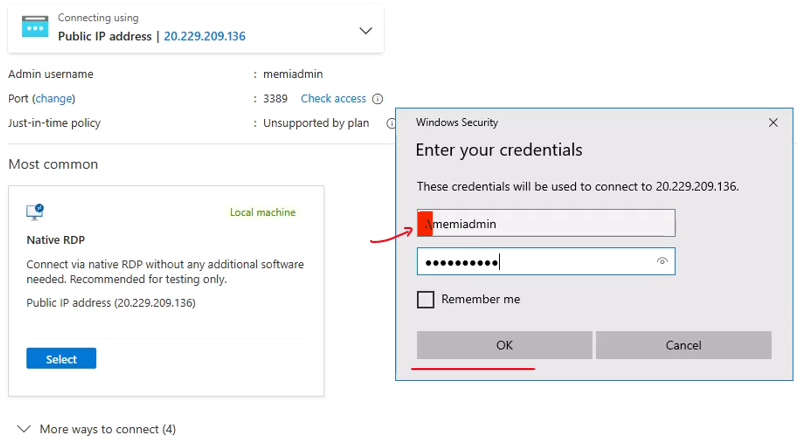 Connecting using
Public IP address | 20.229.209.136
Admin username : memiadmin
Port (change) : 3389 Check access
Just-in-time policy : Unsupported by plan
Most common
Local machine
Native RDP
Connect via native RDP without any additional software
needed. Recommended for testing only.
Public IP address (20.229.209.136)
Select
More ways to connect (4)
Windows Security
Enter your credentials
These credentials will be used to connect to 20.229.209.136.
.\memiadmin
●●●●●●●●●●
Remember me
OK Cancel